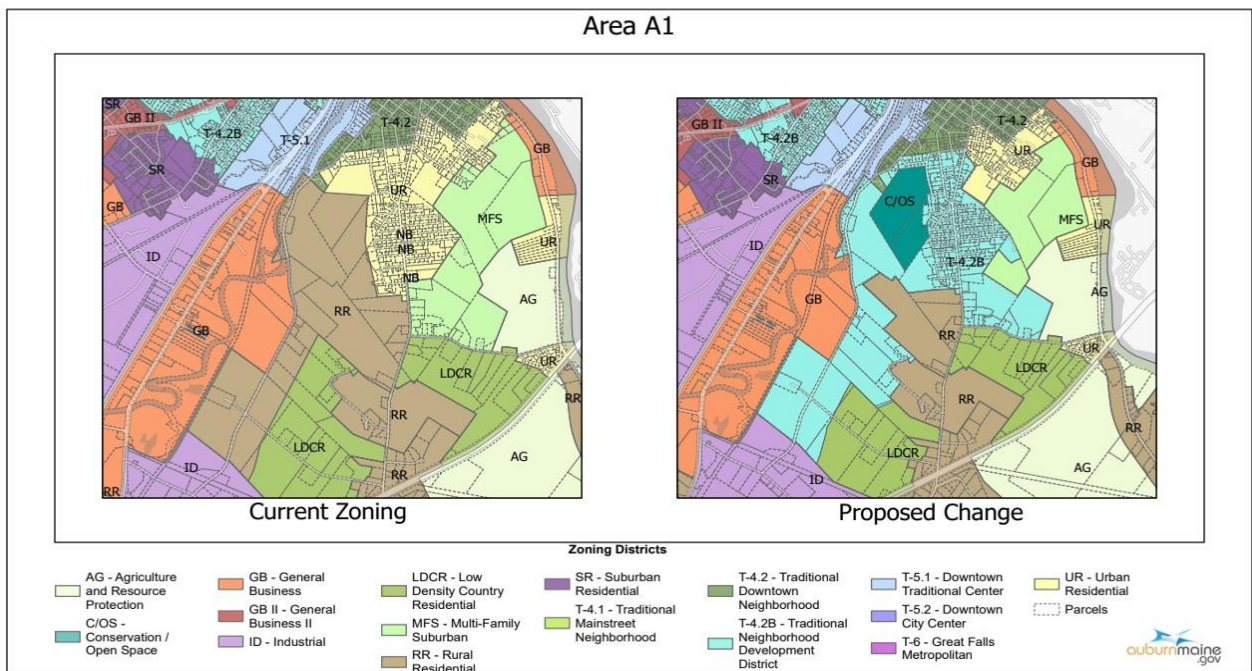 Area A1
SR
GB II
T-4.2B
T-5.1
T-4.2
GB
SR
UR
GB
MFS
NB
NB
UR
ID
NB
AG
RR
GB
UR
LDCR
RR
RR
LDCR
AG
ID
RR
RR
Current Zoning
GB II
T-4.2B
T-4.2
UR
SR
GB
C/OS
MFS
UR
ID
T-4.2B
AG
GB
RR
UR
LDCR
RR
RR
LDCR
AG
ID
Proposed Change
Zoning Districts
AG - Agriculture
and Resource
Protection
C/OS -
Conservation /
Open Space
GB - General
Business
GB II - General
Business II
ID - Industrial
LDCR - Low
Density Country
Residential
MFS - Multi-Family
Suburban
RR - Rural
Residential
SR - Suburban
Residential
T-4.1 - Traditional
Mainstreet
Neighborhood
T-4.2 - Traditional
Downtown
Neighborhood
T-4.2B - Traditional
Neighborhood
Development
District
T-5.1 - Downtown
Traditional Center
T-5.2 - Downtown
City Center
T-6 - Great Falls
Metropolitan
UR - Urban
Residential
Parcels
auburnmaine
.gov